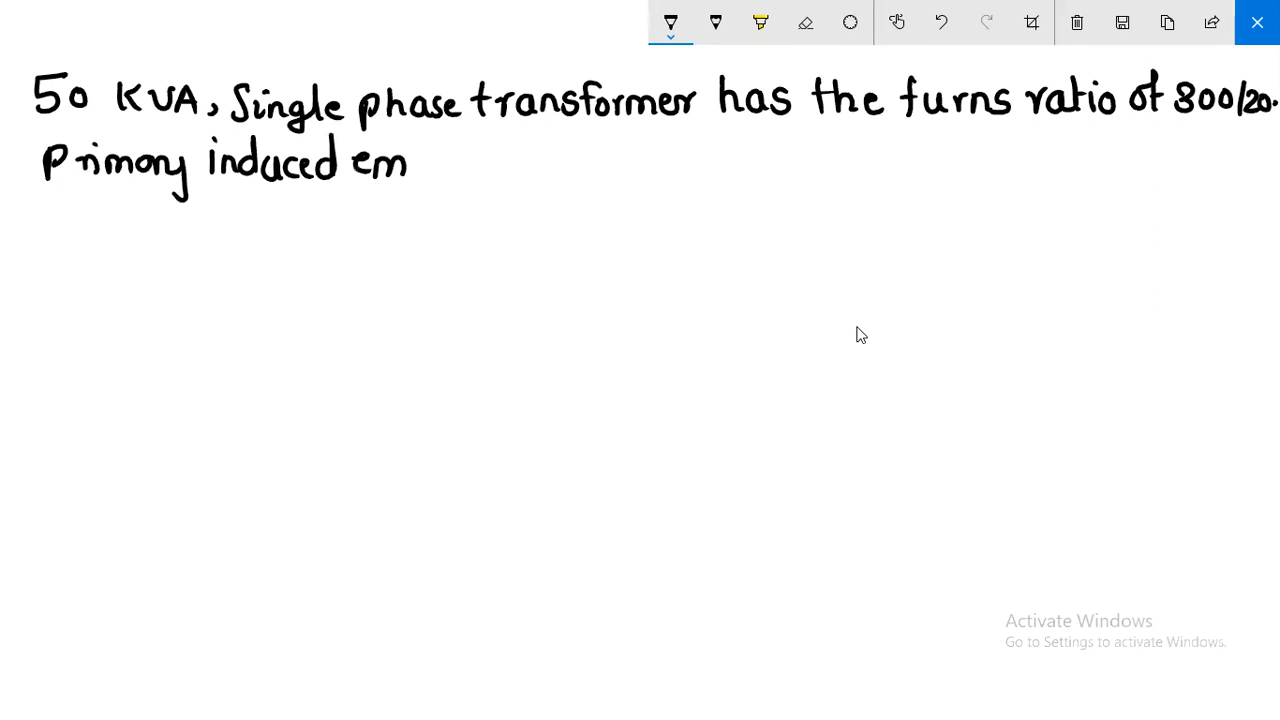 50 KVA, Single phase transformer has the turns ratio of 300/20.
Primary induced em
Activate Windows
Go to Settings to activate Windows.